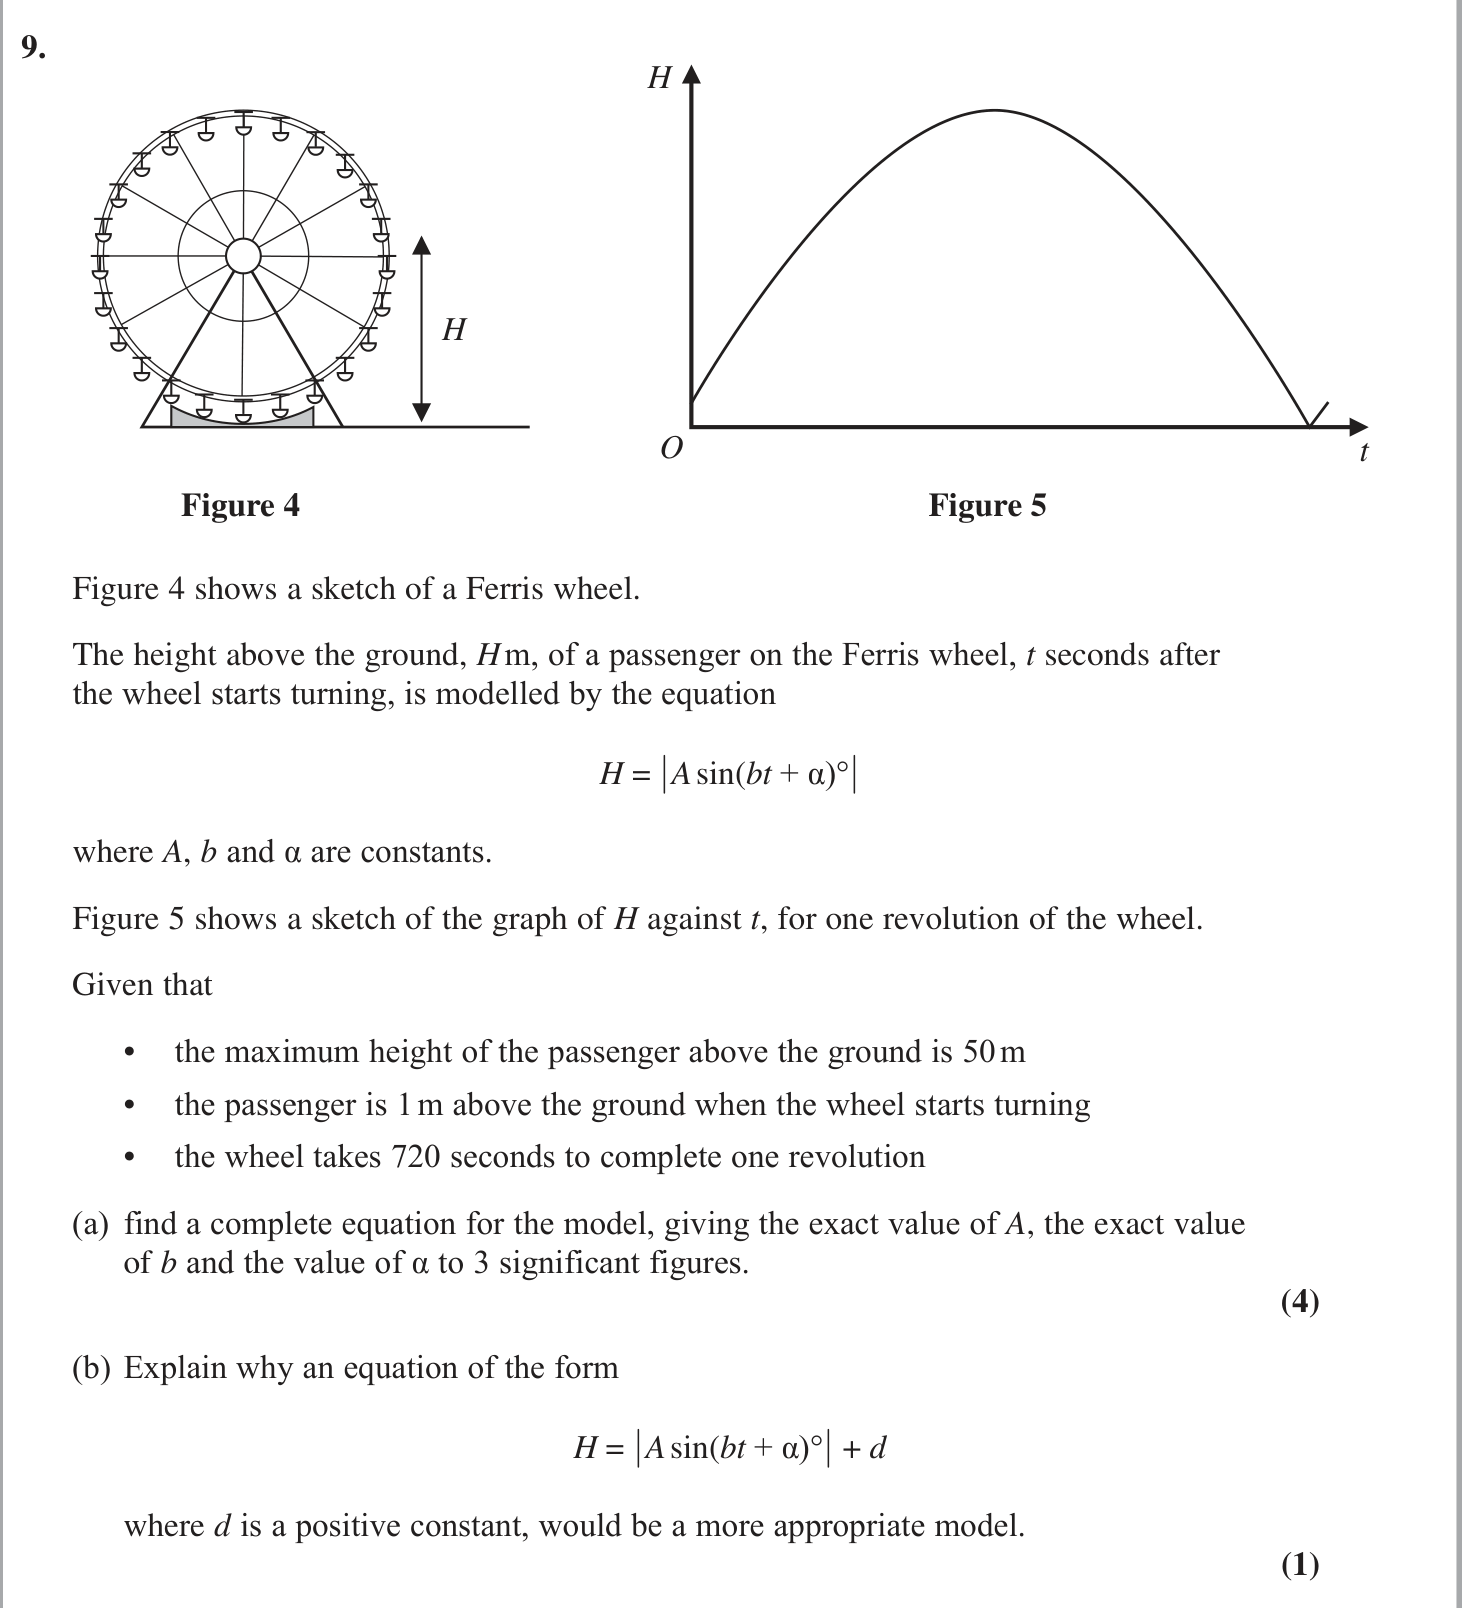 9.
H
H
O
t
Figure 4
Figure 5
Figure 4 shows a sketch of a Ferris wheel.
The height above the ground, H m, of a passenger on the Ferris wheel, t seconds after
the wheel starts turning, is modelled by the equation
H = |A sin(bt + α)°|
where A, b and α are constants.
Figure 5 shows a sketch of the graph of H against t, for one revolution of the wheel.
Given that
• the maximum height of the passenger above the ground is 50 m
• the passenger is 1 m above the ground when the wheel starts turning
• the wheel takes 720 seconds to complete one revolution
(a) find a complete equation for the model, giving the exact value of A, the exact value
of b and the value of α to 3 significant figures.
(4)
(b) Explain why an equation of the form
H = |A sin(bt + α)°| + d
where d is a positive constant, would be a more appropriate model.
(1)